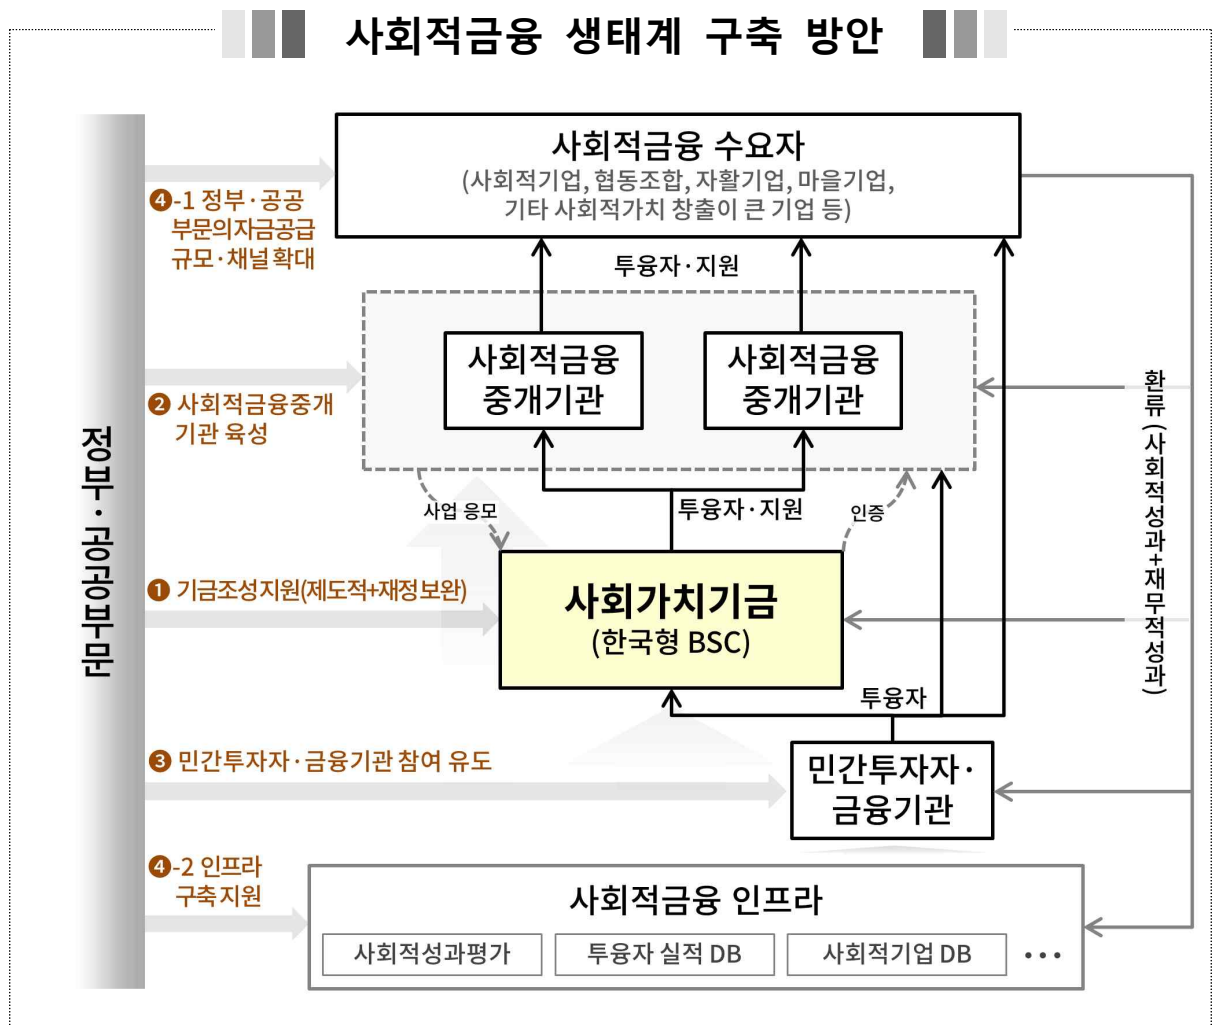 사회적금융 생태계 구축 방안
사회적금융 수요자
(사회적기업, 협동조합, 자활기업, 마을기업,
기타 사회적가치 창출이 큰 기업 등)
❹-1 정부·공공
부문의자금공급
규모·채널 확대
투융자·지원
사회적금융
중개기관
사회적금융
중개기관
❷ 사회적금융중개
기관 육성
정부·공공부문
환류 (사회적성과+재무적성과)
사업 응모
투융자·지원
인증
❶ 기금조성지원(제도적+재정보완)
사회가치기금
(한국형 BSC)
투융자
❸ 민간투자자·금융기관 참여 유도
민간투자자·
금융기관
❹-2 인프라
구축지원
사회적금융 인프라
사회적성과평가
투융자 실적 DB
사회적기업 DB
···